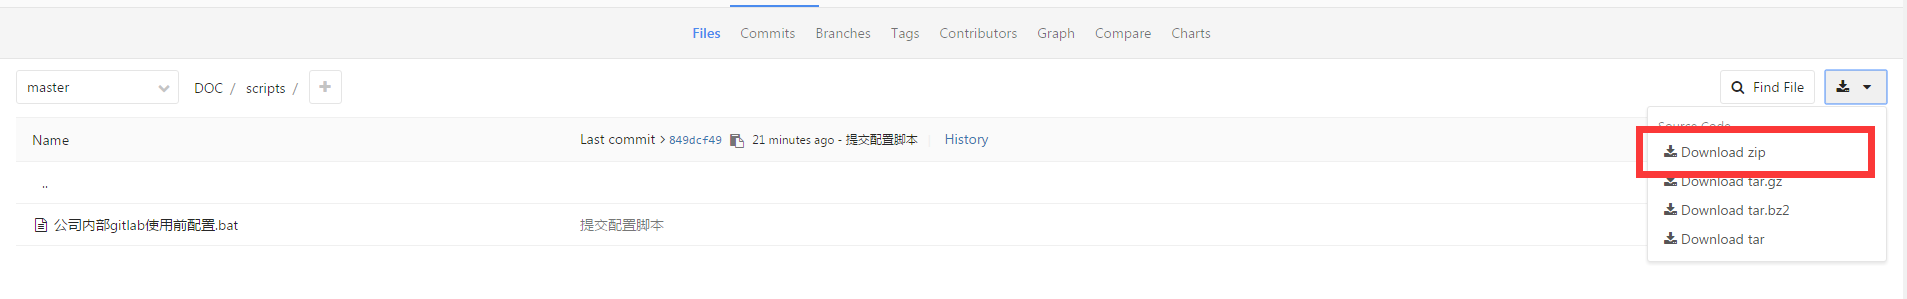 Files Commits Branches Tags Contributors Graph Compare Charts
master DOC / scripts / + Find File
Name Last commit > 849dcf49 21 minutes ago - 提交配置脚本 History
..
公司内部gitlab使用前配置.bat 提交配置脚本
Source Code
Download zip
Download tar.gz
Download tar.bz2
Download tar